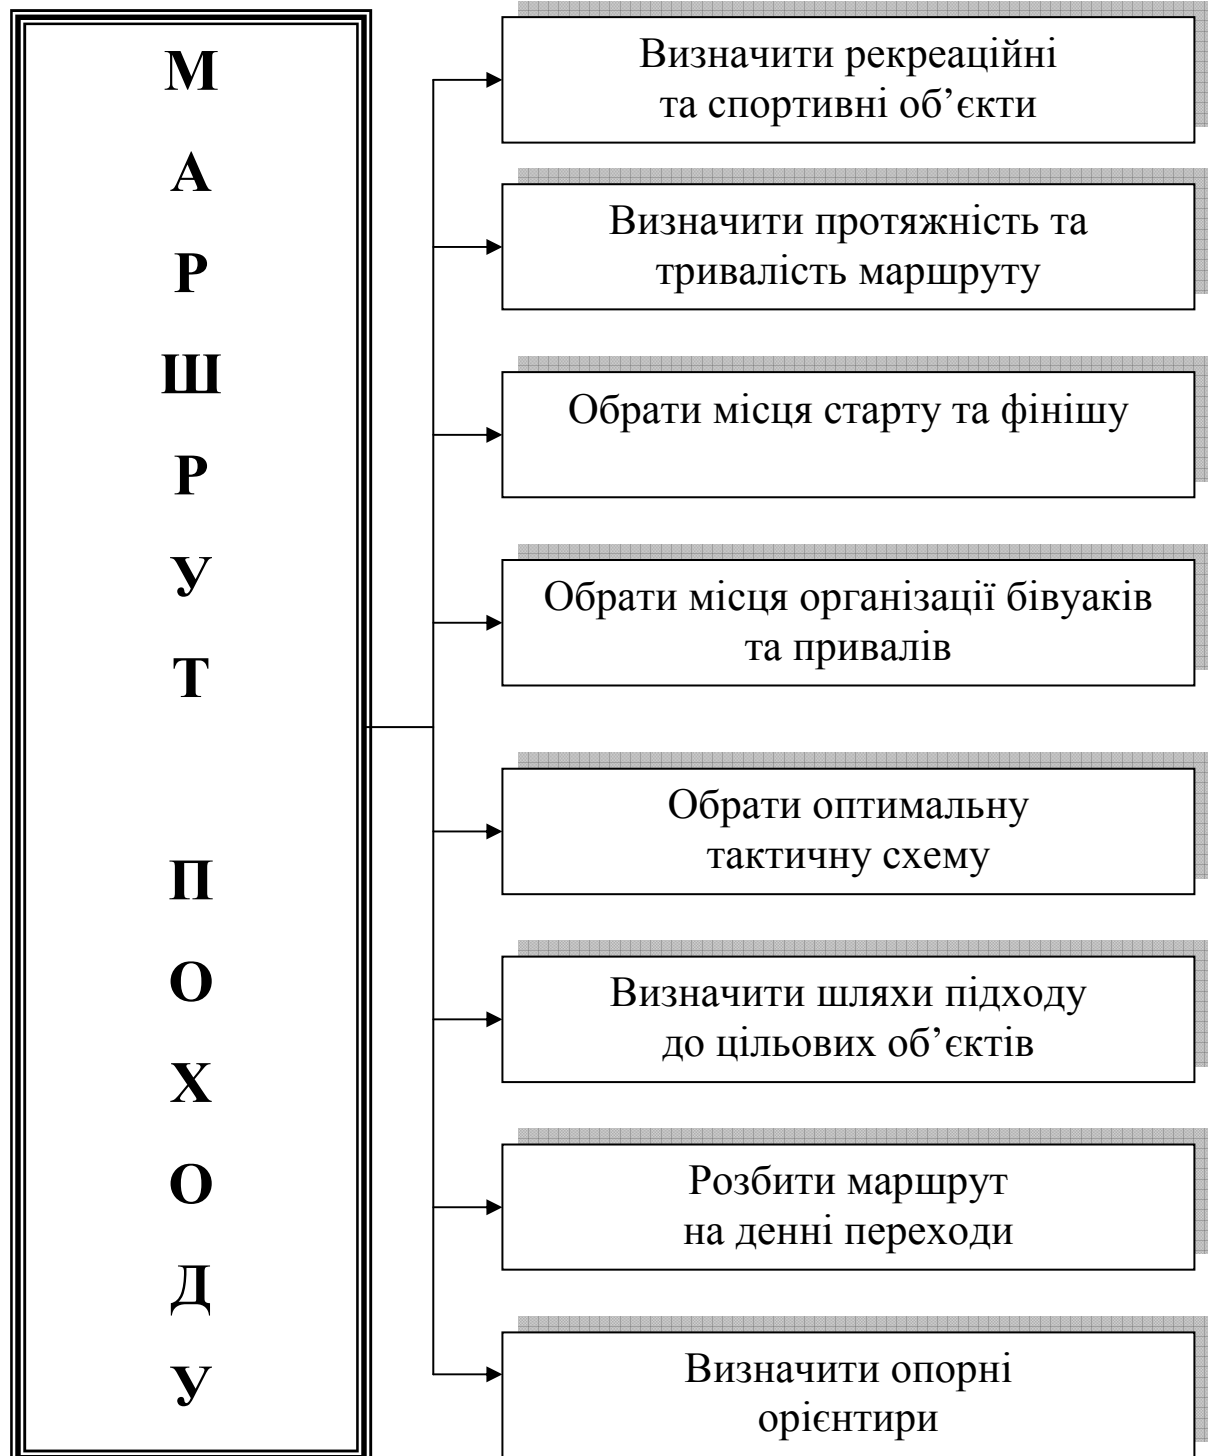 М
А
Р
Ш
Р
У
Т
П
О
Х
О
Д
У
Визначити рекреаційні
та спортивні об’єкти
Визначити протяжність та
тривалість маршруту
Обрати місця старту та фінішу
Обрати місця організації бівуаків
та привалів
Обрати оптимальну
тактичну схему
Визначити шляхи підходу
до цільових об’єктів
Розбити маршрут
на денні переходи
Визначити опорні
орієнтири